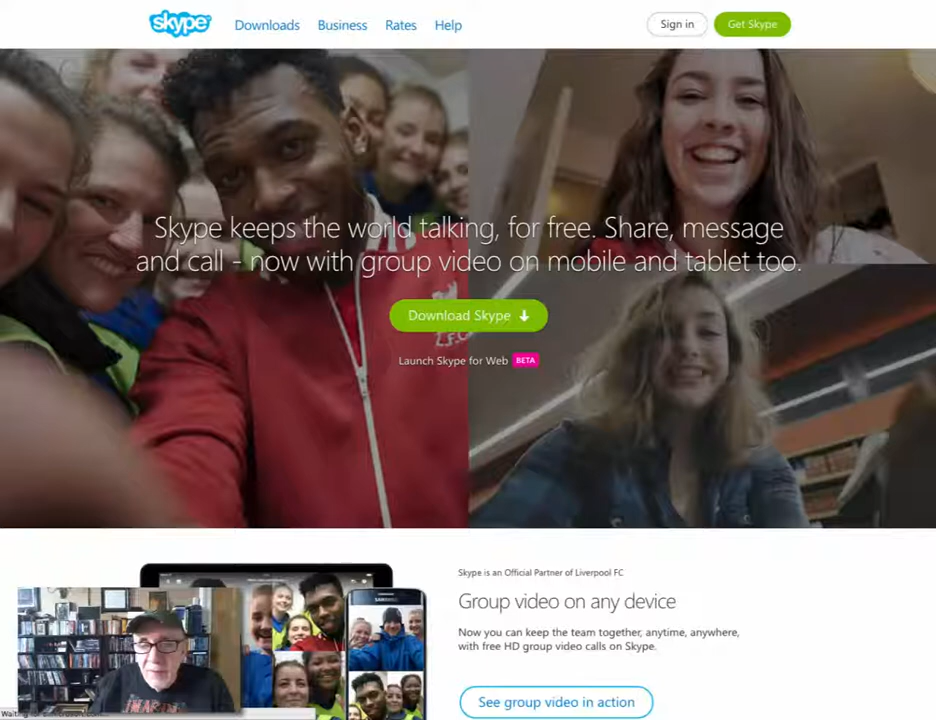 skype Downloads Business Rates Help Sign in Get Skype
Skype keeps the world talking, for free. Share, message
and call - now with group video on mobile and tablet too.
Download Skype
L.F.C.
Launch Skype for Web BETA
Skype is an Official Partner of Liverpool FC
Group video on any device
Now you can keep the team together, anytime, anywhere,
with free HD group video calls on Skype.
SAMSUNG
See group video in action
Waiting for